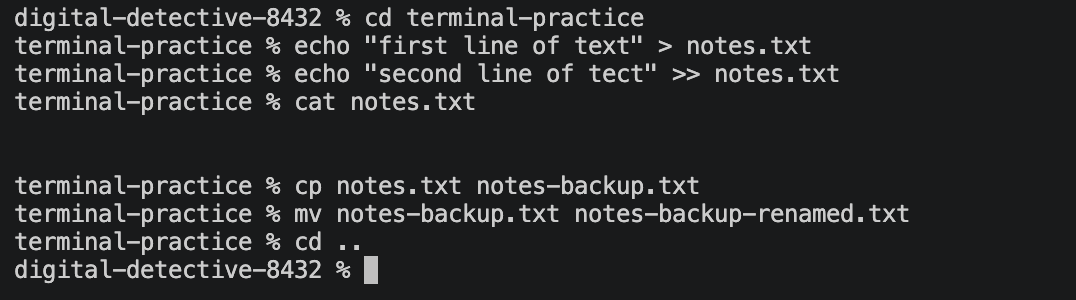 digital-detective-8432 % cd terminal-practice
terminal-practice % echo "first line of text" > notes.txt
terminal-practice % echo "second line of tect" >> notes.txt
terminal-practice % cat notes.txt
terminal-practice % cp notes.txt notes-backup.txt
terminal-practice % mv notes-backup.txt notes-backup-renamed.txt
terminal-practice % cd ..
digital-detective-8432 %